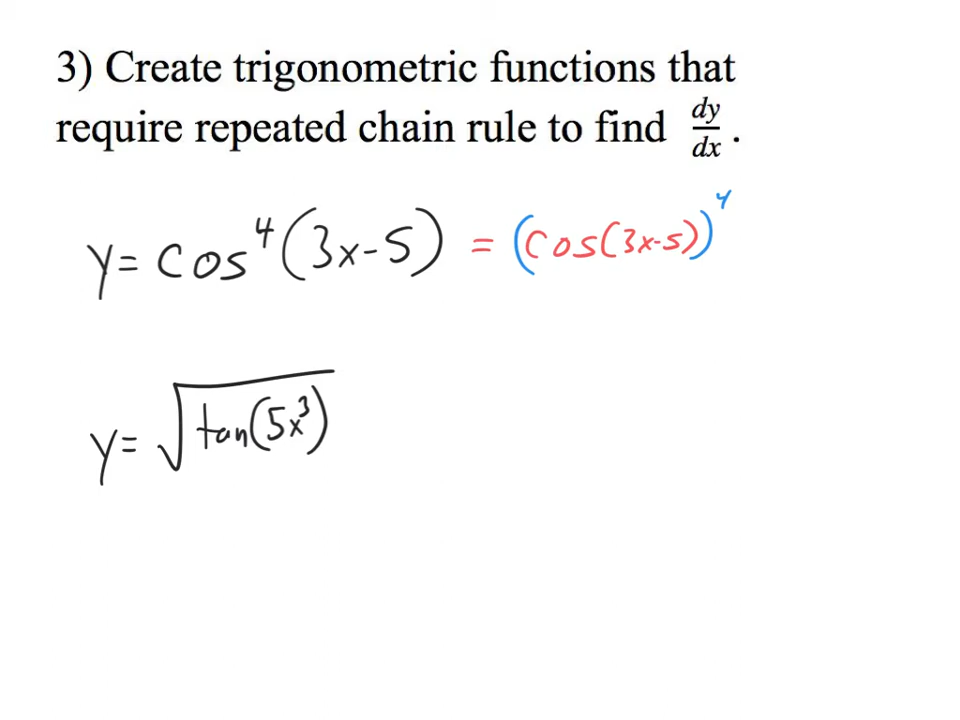 3) Create trigonometric functions that
require repeated chain rule to find dy/dx.
y = cos⁴(3x-5) = (cos(3x-5))⁴
y = √tan(5x³)